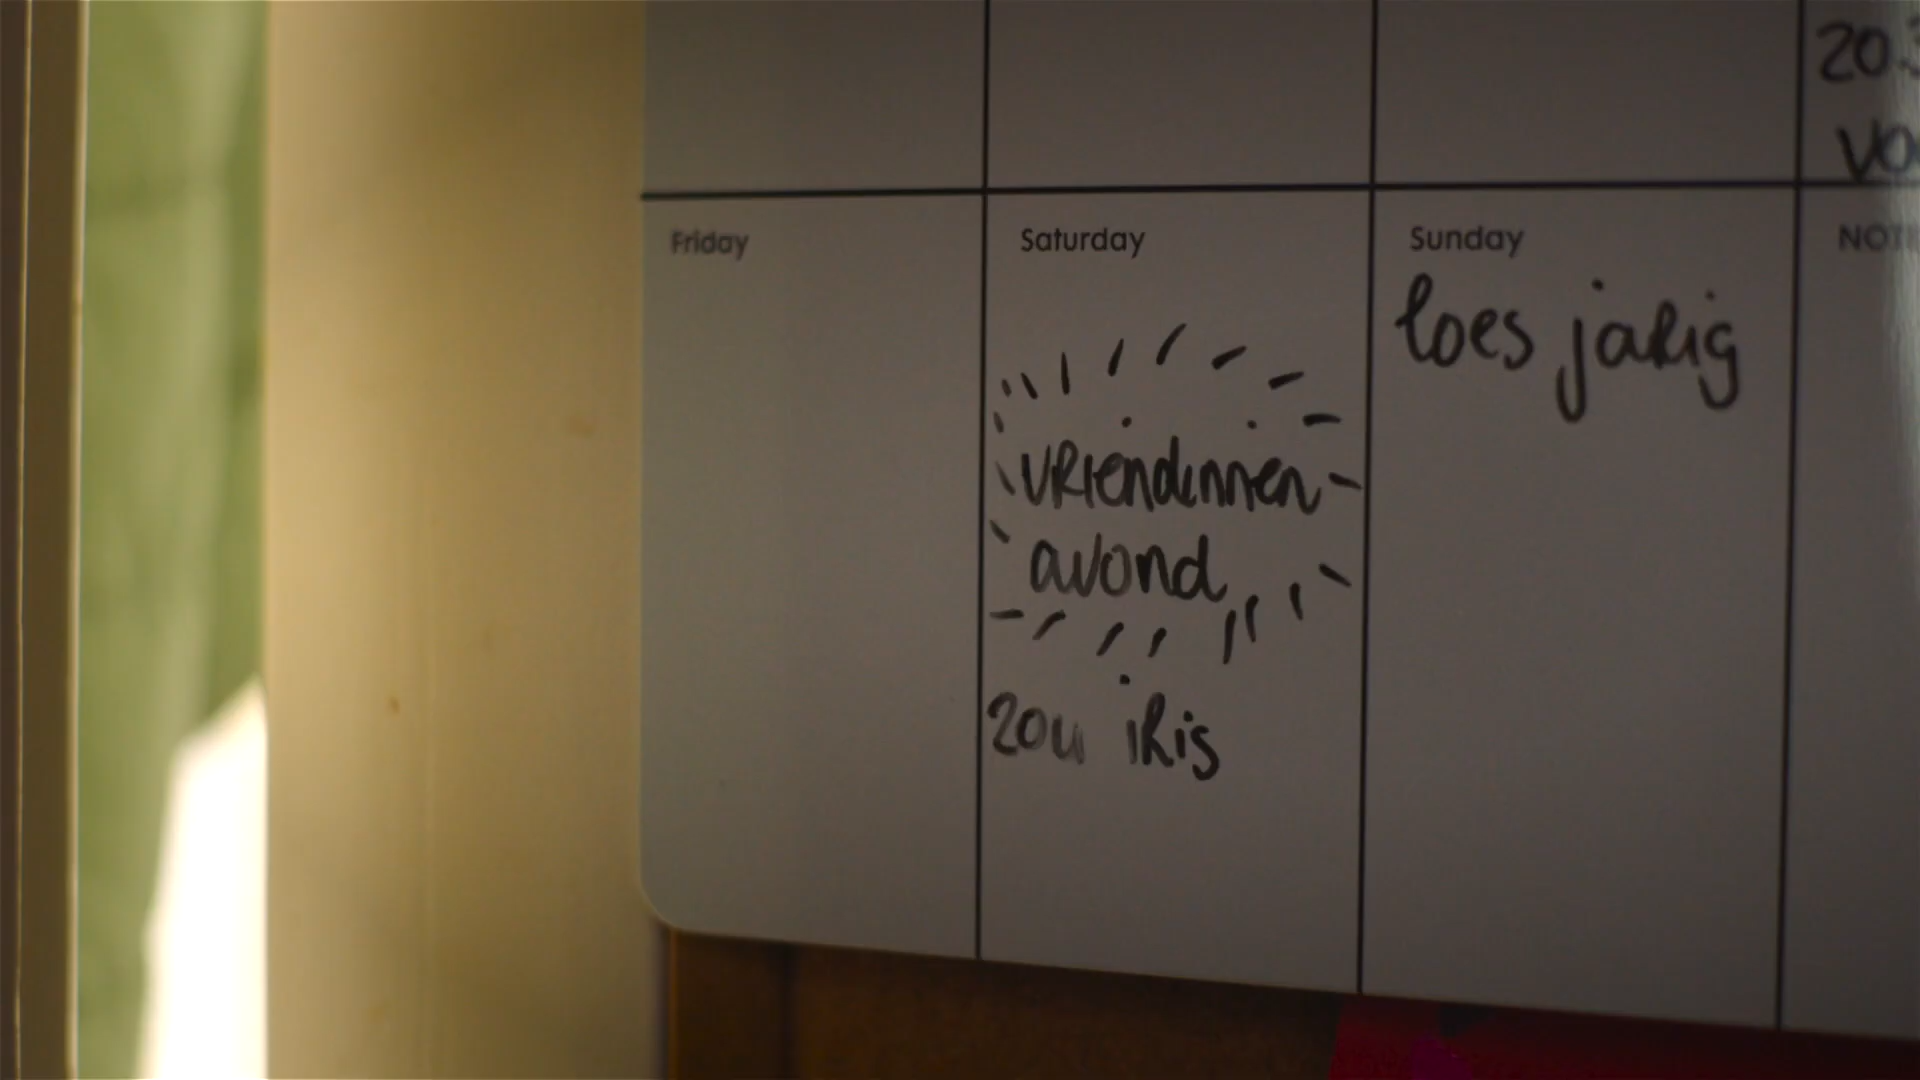 Friday
Saturday
Sunday
loes jarig
vriendinnen
avond
20u iris